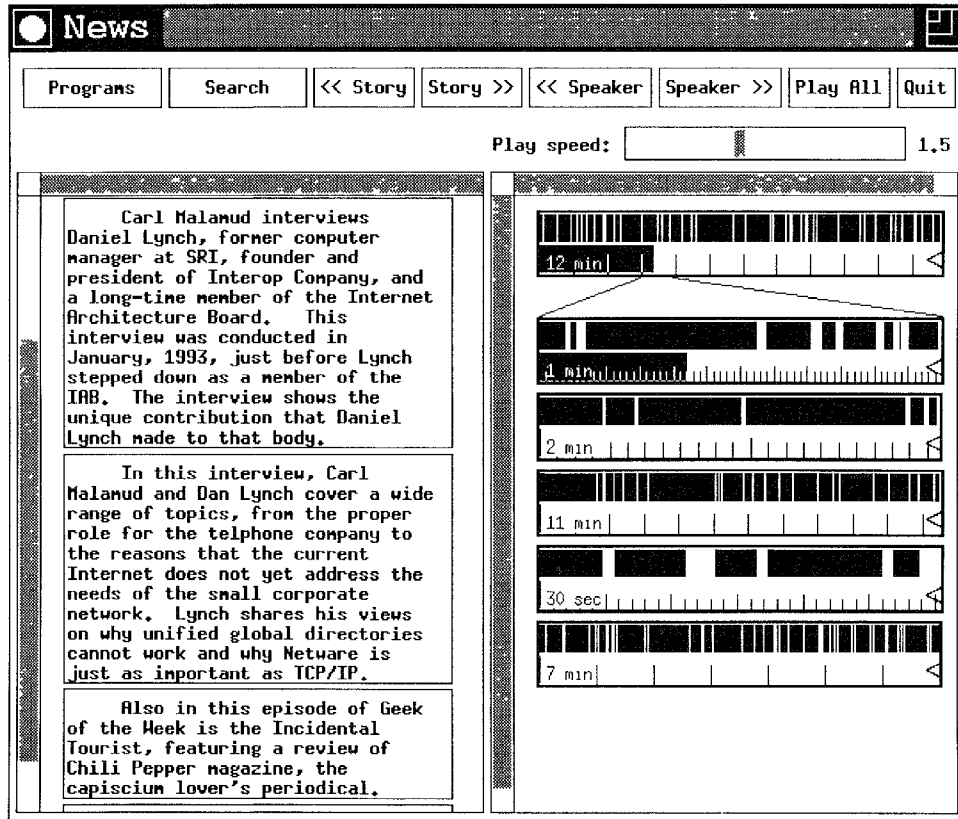 News
Programs Search << Story Story >> << Speaker Speaker >> Play All Quit
Play speed: 1.5
Carl Malamud interviews
Daniel Lynch, former computer
manager at SRI, founder and
president of Interop Company, and
a long-time member of the Internet
Architecture Board.   This
interview was conducted in
January, 1993, just before Lynch
stepped down as a member of the
IAB.  The interview shows the
unique contribution that Daniel
Lynch made to that body.
In this interview, Carl
Malamud and Dan Lynch cover a wide
range of topics, from the proper
role for the telphone company to
the reasons that the current
Internet does not yet address the
needs of the small corporate
network.  Lynch shares his views
on why unified global directories
cannot work and why Netware is
just as important as TCP/IP.
Also in this episode of Geek
of the Week is the Incidental
Tourist, featuring a review of
Chili Pepper magazine, the
capiscium lover's periodical.
12 min
1 min
2 min
11 min
30 sec
7 min